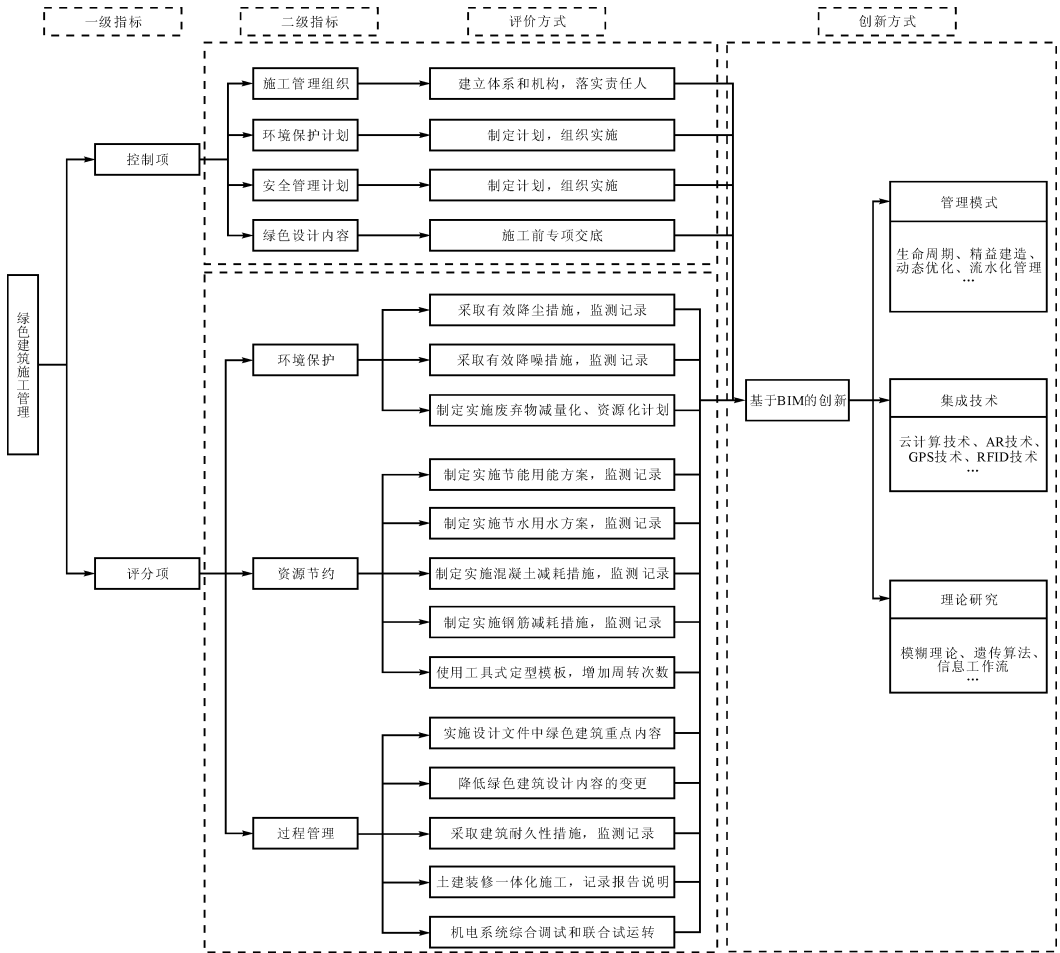 一级指标
二级指标
评价方式
创新方式
绿色建筑施工管理
控制项
施工管理组织
建立体系和机构，落实责任人
环境保护计划
制定计划，组织实施
安全管理计划
制定计划，组织实施
绿色设计内容
施工前专项交底
评分项
环境保护
采取有效降尘措施，监测记录
采取有效降噪措施，监测记录
制定实施废弃物减量化、资源化计划
资源节约
制定实施节能用能方案，监测记录
制定实施节水用水方案，监测记录
制定实施混凝土减耗措施，监测记录
制定实施钢筋减耗措施，监测记录
使用工具式定型模板，增加周转次数
过程管理
实施设计文件中绿色建筑重点内容
降低绿色建筑设计内容的变更
采取建筑耐久性措施，监测记录
土建装修一体化施工，记录报告说明
机电系统综合调试和联合试运转
基于BIM的创新
管理模式
生命周期、精益建造、
动态优化、流水化管理
…
集成技术
云计算技术、AR技术、
GPS技术、RFID技术
…
理论研究
模糊理论、遗传算法、
信息工作流
…